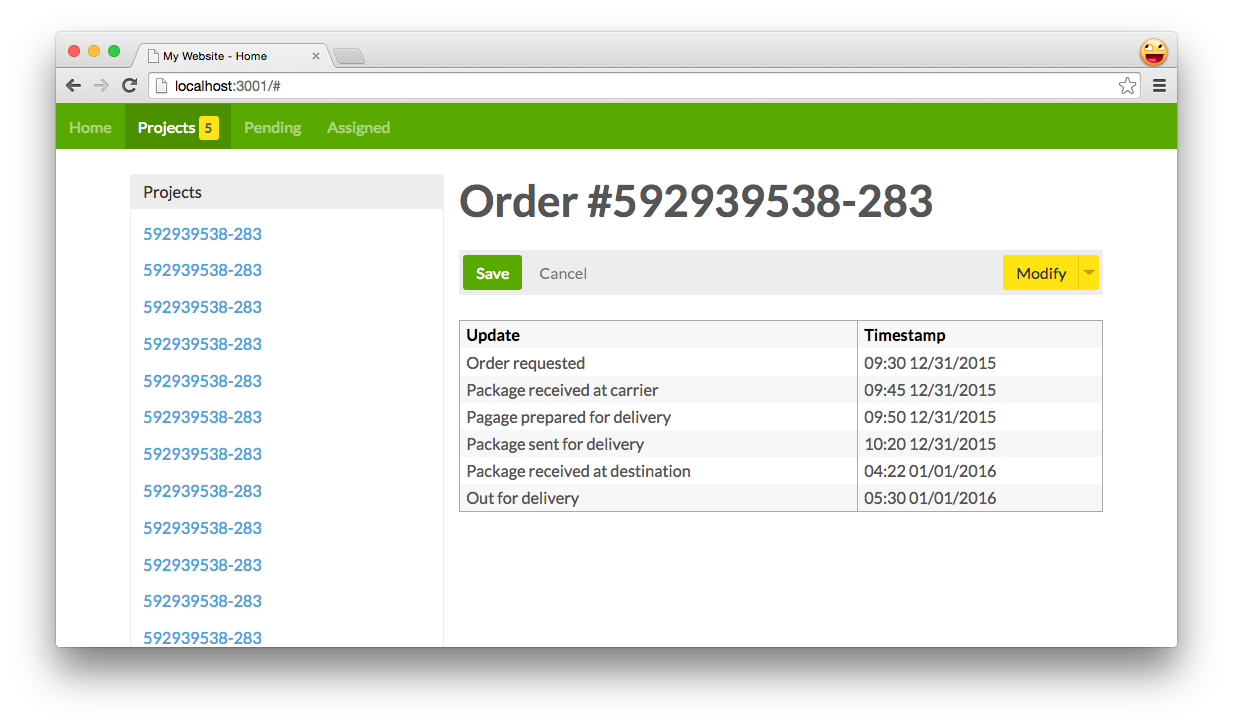 My Website - Home
localhost:3001/#
Home Projects 5 Pending Assigned
Projects
592939538-283
592939538-283
592939538-283
592939538-283
592939538-283
592939538-283
592939538-283
592939538-283
592939538-283
592939538-283
592939538-283
592939538-283
Order #592939538-283
Save Cancel Modify
Update Timestamp
Order requested 09:30 12/31/2015
Package received at carrier 09:45 12/31/2015
Pagage prepared for delivery 09:50 12/31/2015
Package sent for delivery 10:20 12/31/2015
Package received at destination 04:22 01/01/2016
Out for delivery 05:30 01/01/2016